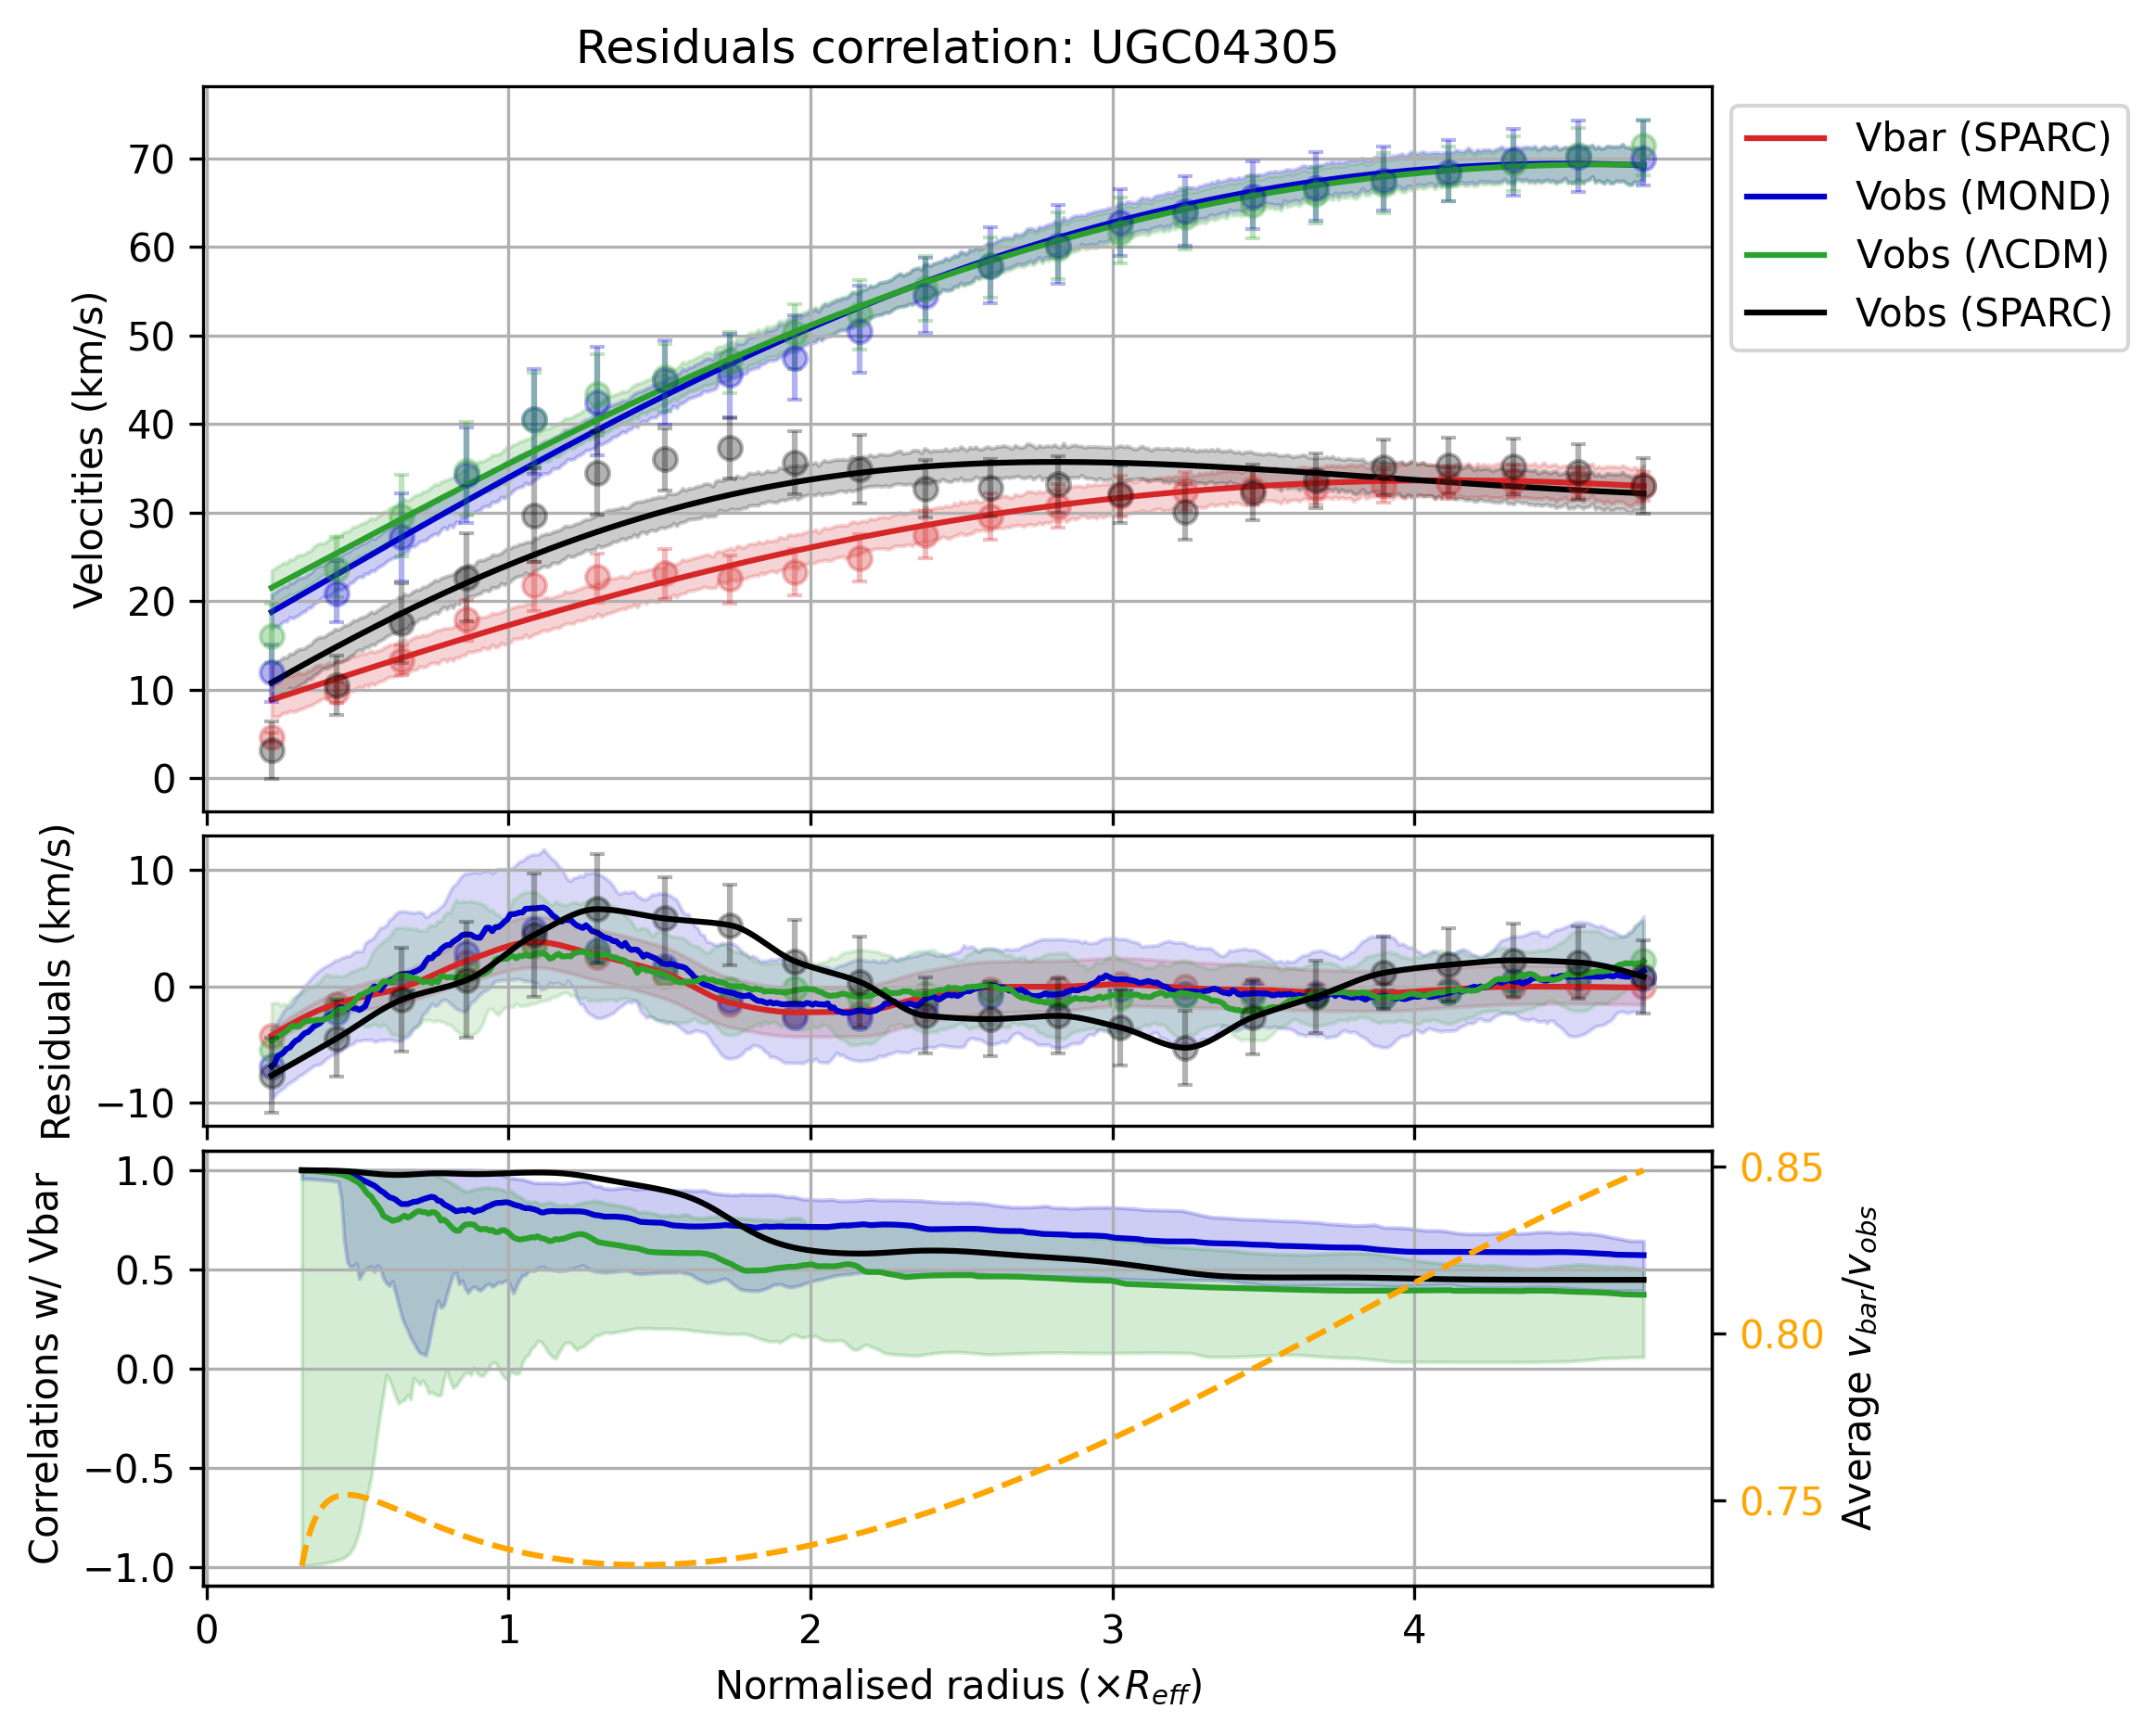 Residuals correlation: UGC04305
Vbar (SPARC)
Vobs (MOND)
Vobs (ΛCDM)
Vobs (SPARC)
Velocities (km/s)
70
60
50
40
30
20
10
0
Residuals (km/s)
10
0
−10
Correlations w/ Vbar
1.0
0.5
0.0
−0.5
−1.0
0.85
0.80
0.75
Average v_bar/v_obs
0 1 2 3 4
Normalised radius (×R_eff)